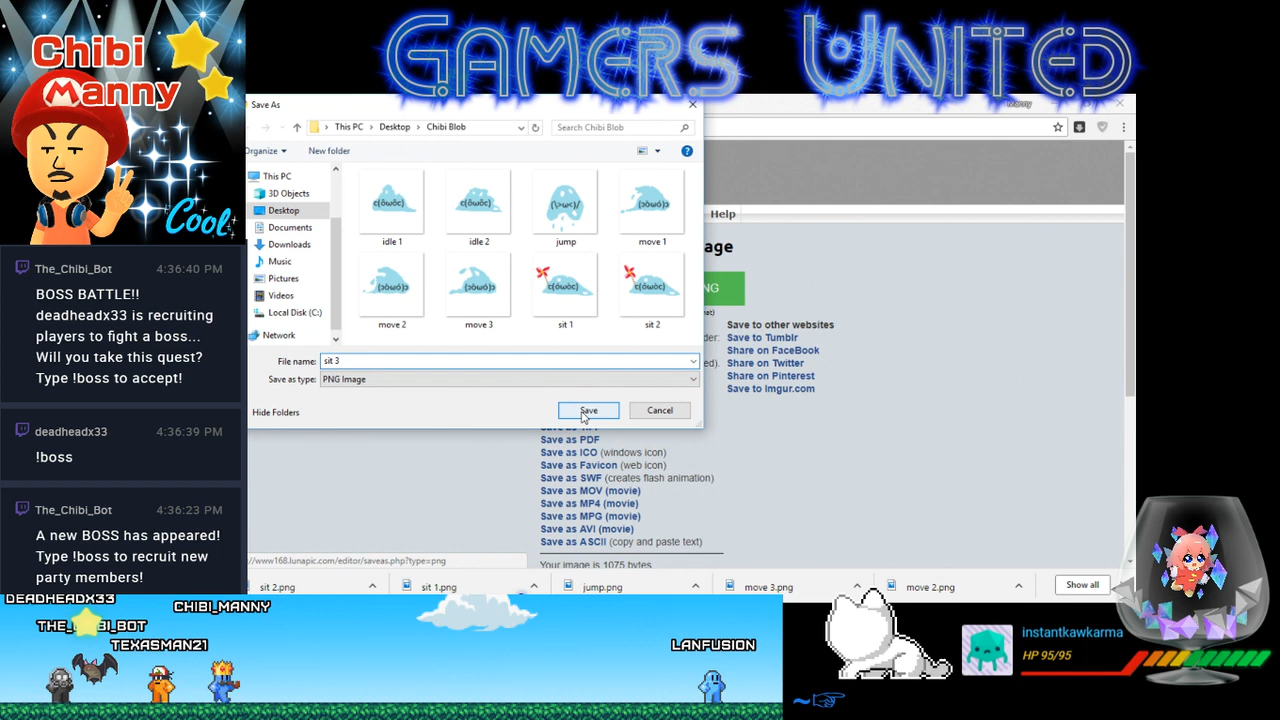 GAMERS UNITED
Chibi
Manny
Cool
The_Chibi_Bot 4:36:40 PM
BOSS BATTLE!!
deadheadx33 is recruiting
players to fight a boss...
Will you take this quest?
Type !boss to accept!
deadheadx33 4:36:39 PM
!boss
The_Chibi_Bot 4:36:23 PM
A new BOSS has appeared!
Type !boss to recruit new
party members!
Save As
This PC > Desktop > Chibi Blob
Search Chibi Blob
Organize
New folder
This PC
3D Objects
Desktop
Documents
Downloads
Music
Pictures
Videos
Local Disk (C:)
Network
idle 1
idle 2
jump
move 1
move 2
move 3
sit 1
sit 2
File name: sit 3
Save as type: PNG Image
Hide Folders
Save
Cancel
Manny
Help
age
NG
Save to other websites
Save to Tumblr
Share on FaceBook
Share on Twitter
Share on Pinterest
Save to Imgur.com
Save as PDF
Save as ICO (windows icon)
Save as Favicon (web icon)
Save as SWF (creates flash animation)
Save as MOV (movie)
Save as MP4 (movie)
Save as MPG (movie)
Save as AVI (movie)
Save as ASCII (copy and paste text)
Your image is 1075 bytes
//www168.lunapic.com/editor/saveas.php?type=png
sit 2.png
sit 1.png
jump.png
move 3.png
move 2.png
Show all
DEADHEADX33
CHIBI_MANNY
TEXASMAN21
LANFUSION
instantkawkarma
HP 95/95